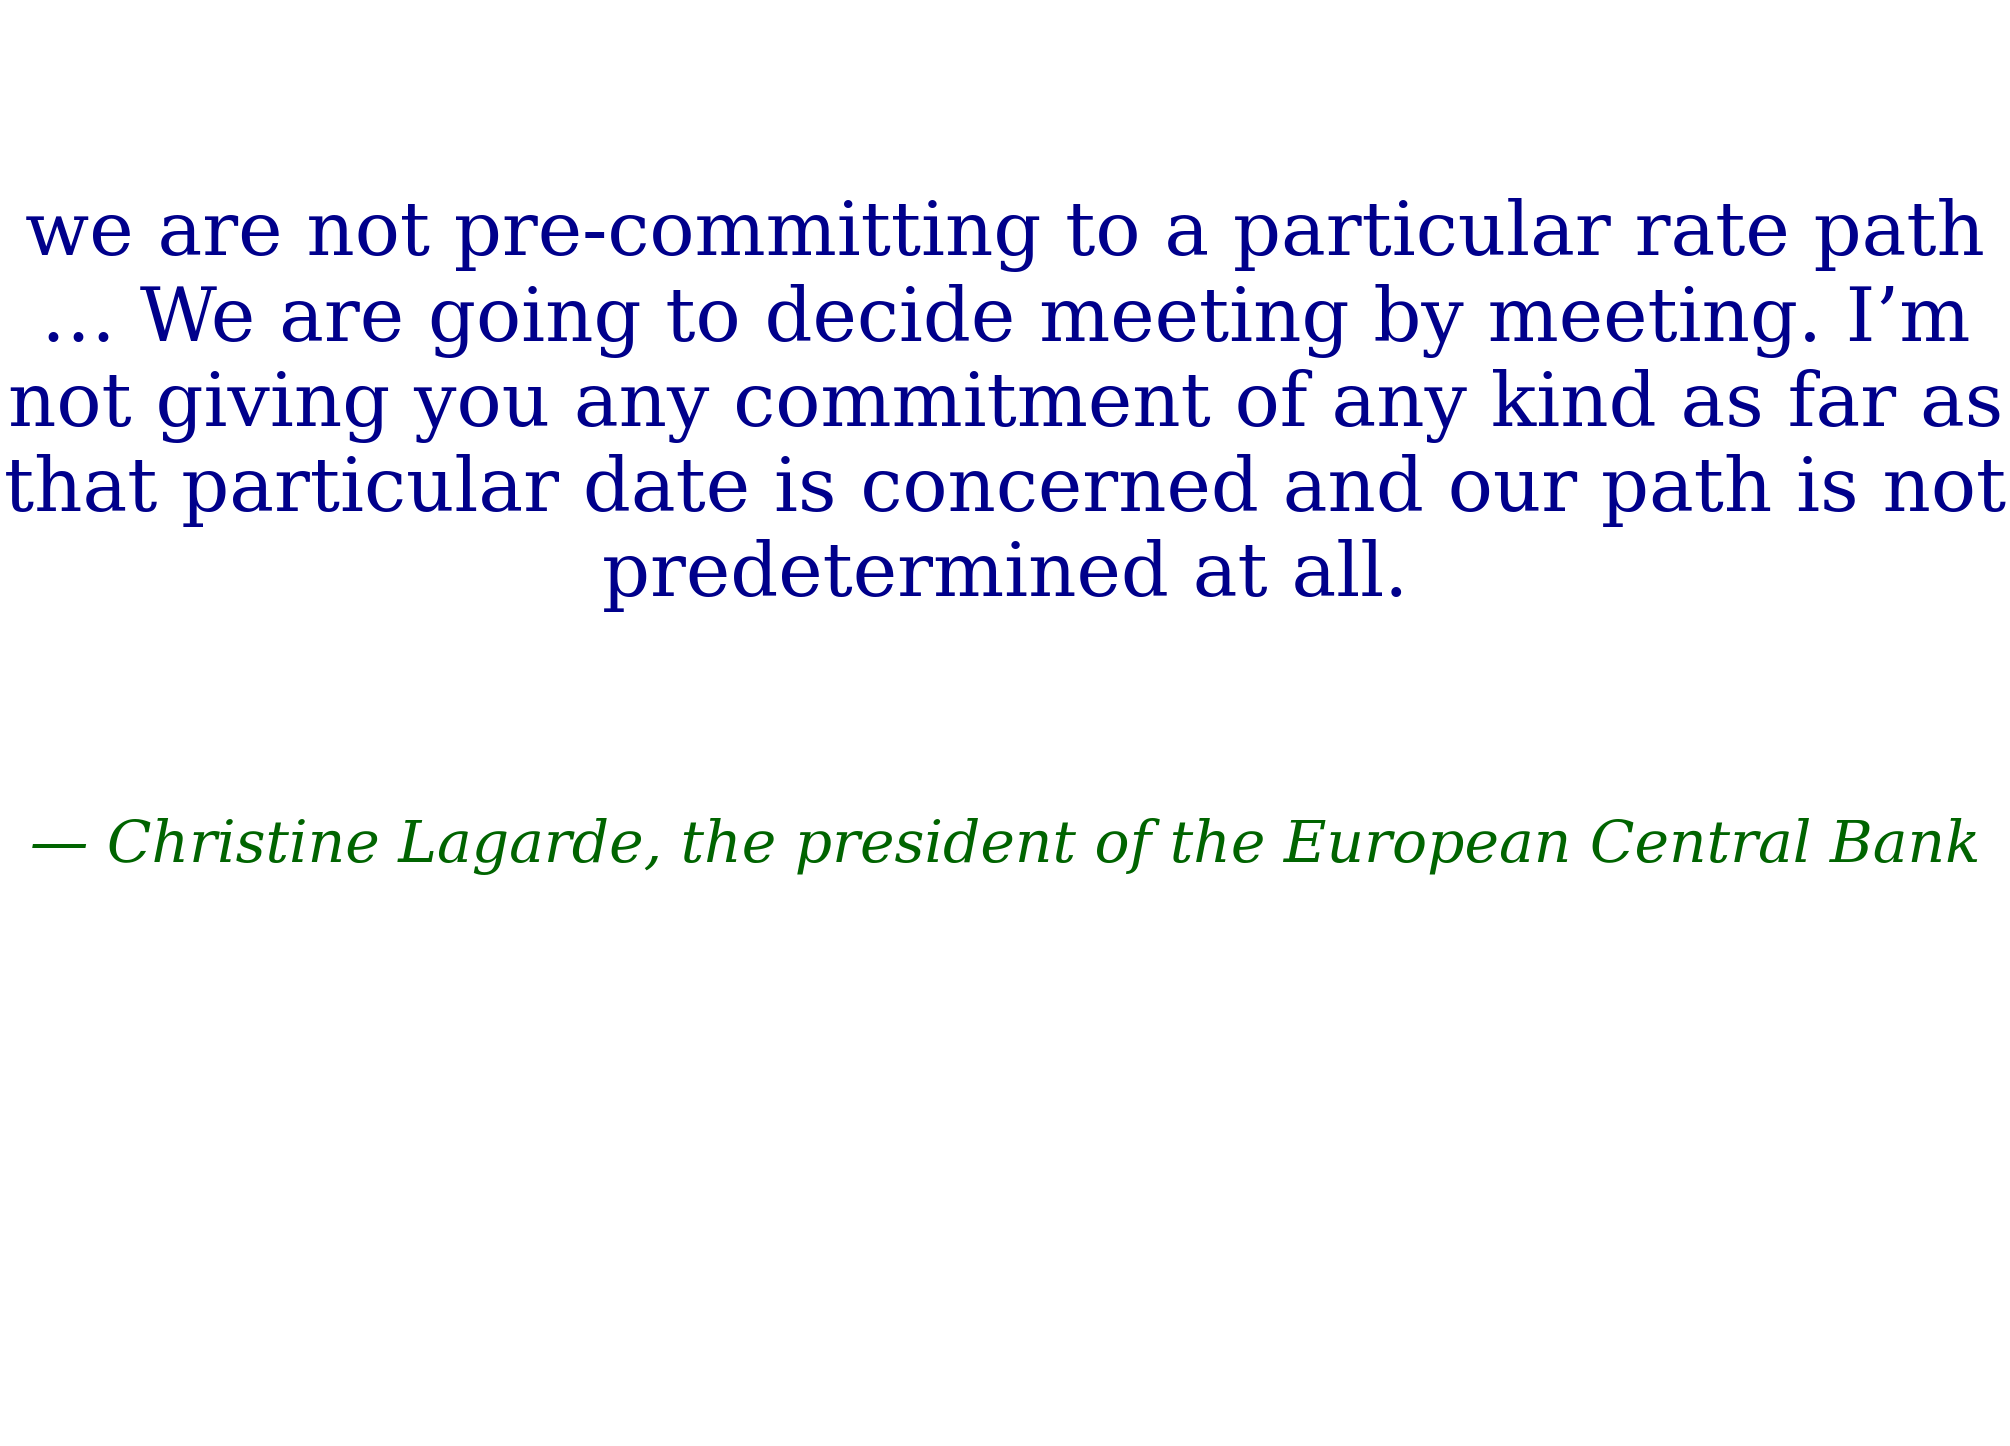 we are not pre-committing to a particular rate path
… We are going to decide meeting by meeting. I’m
not giving you any commitment of any kind as far as
that particular date is concerned and our path is not
predetermined at all.
— Christine Lagarde, the president of the European Central Bank